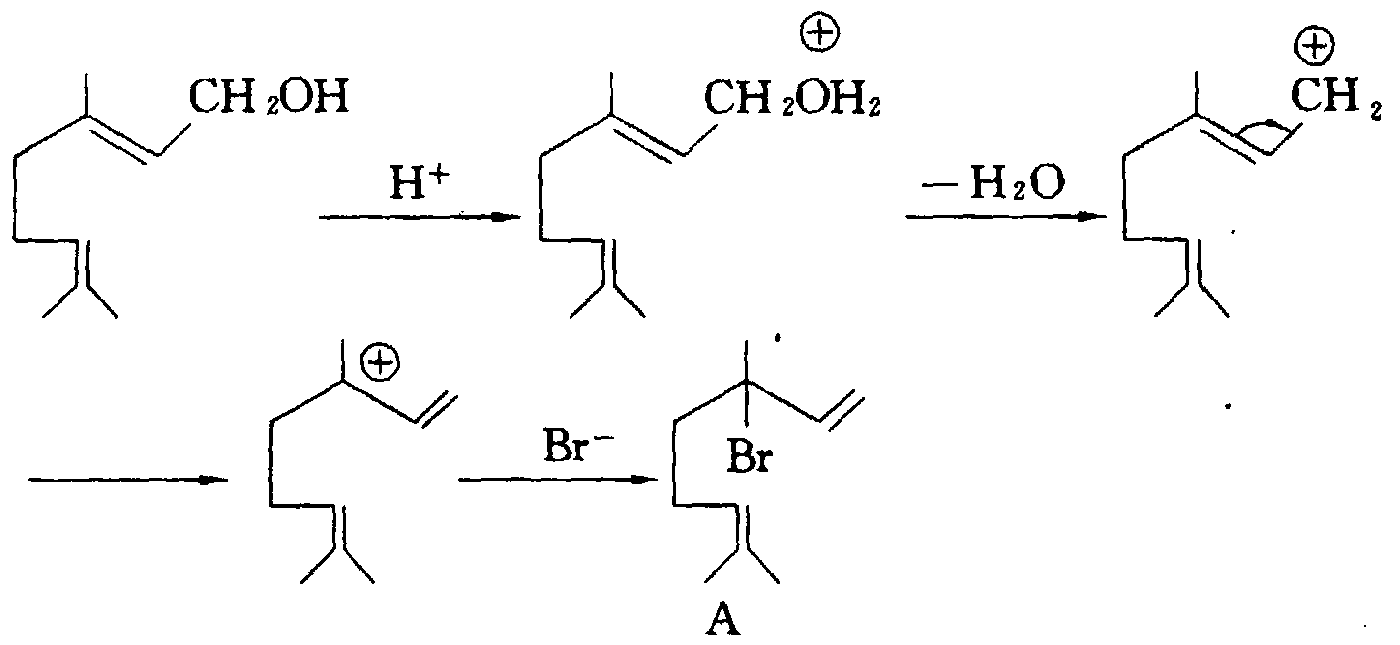 CH₂OH
⊕
CH₂OH₂
⊕
CH₂
H⁺
−H₂O
⊕
Br⁻
Br
A